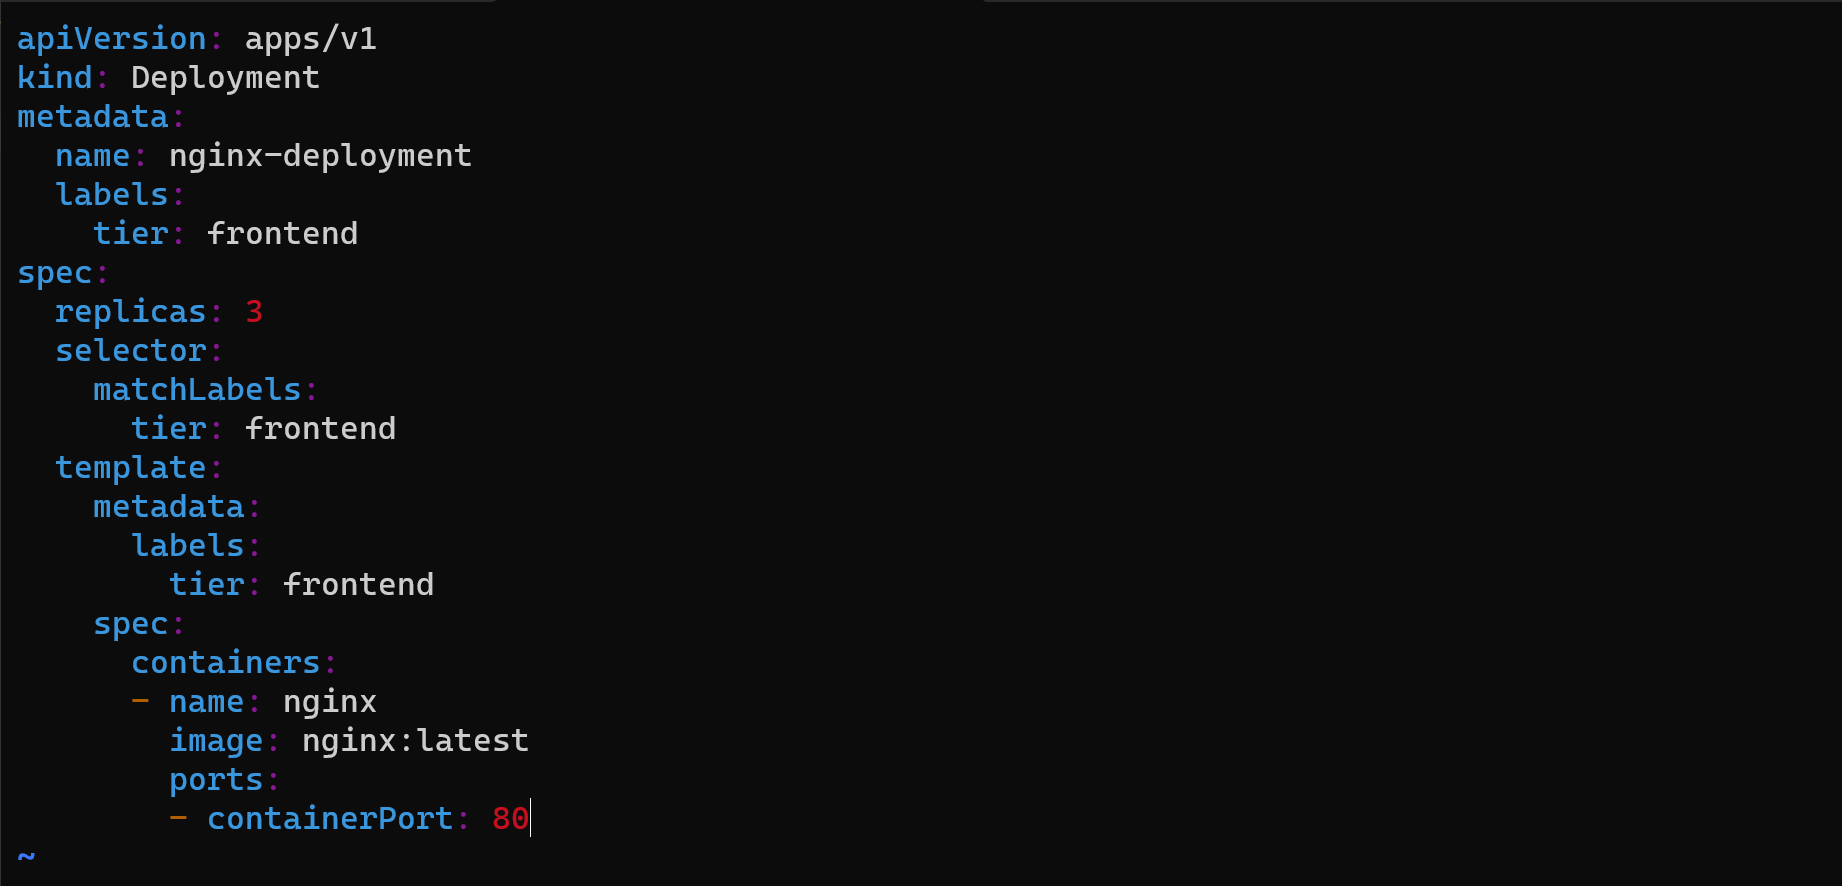 apiVersion: apps/v1
kind: Deployment
metadata:
  name: nginx-deployment
  labels:
    tier: frontend
spec:
  replicas: 3
  selector:
    matchLabels:
      tier: frontend
  template:
    metadata:
      labels:
        tier: frontend
    spec:
      containers:
      - name: nginx
        image: nginx:latest
        ports:
        - containerPort: 80
~